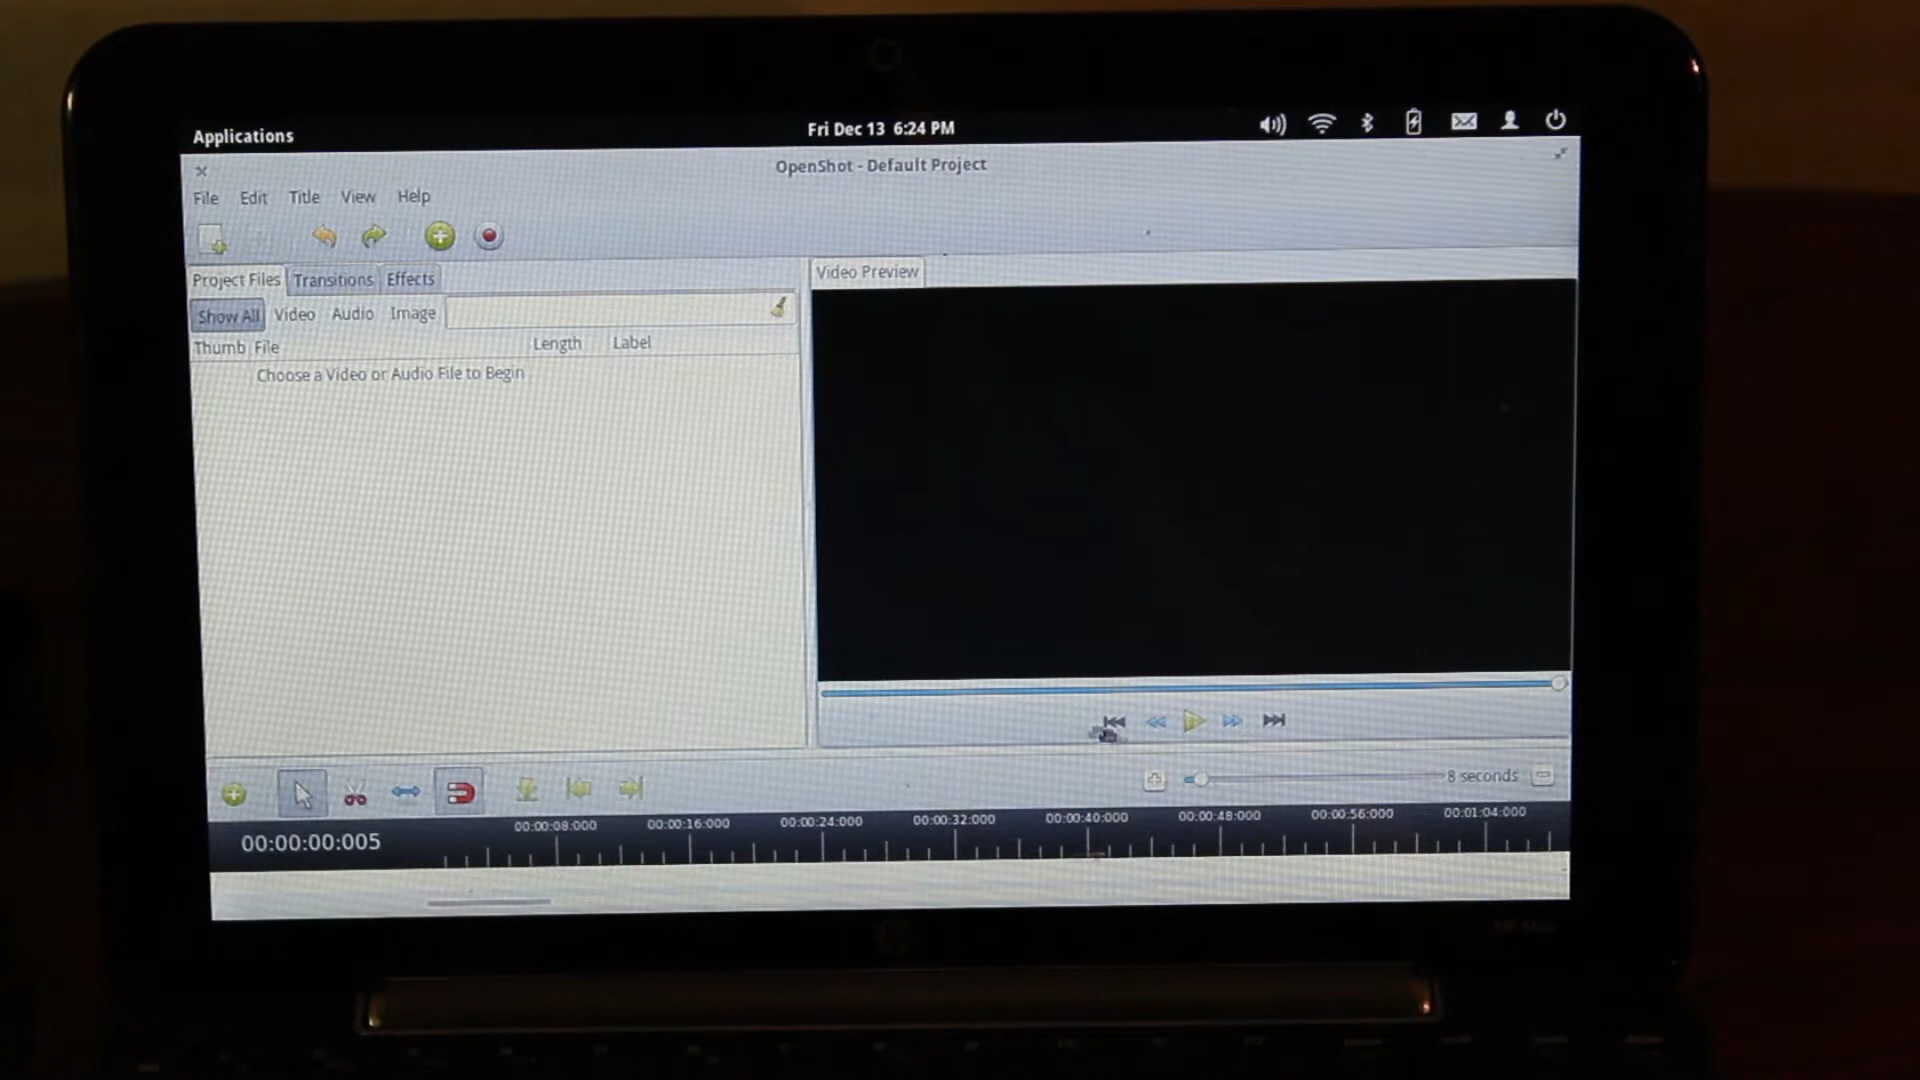 Applications
Fri Dec 13 6:24 PM
OpenShot - Default Project
File Edit Title View Help
Project Files Transitions Effects
Video Preview
Show All Video Audio Image
Thumb File Length Label
Choose a Video or Audio File to Begin
8 seconds
00:00:00:005
00:00:08:000 00:00:16:000 00:00:24:000 00:00:32:000 00:00:40:000 00:00:48:000 00:00:56:000 00:01:04:000